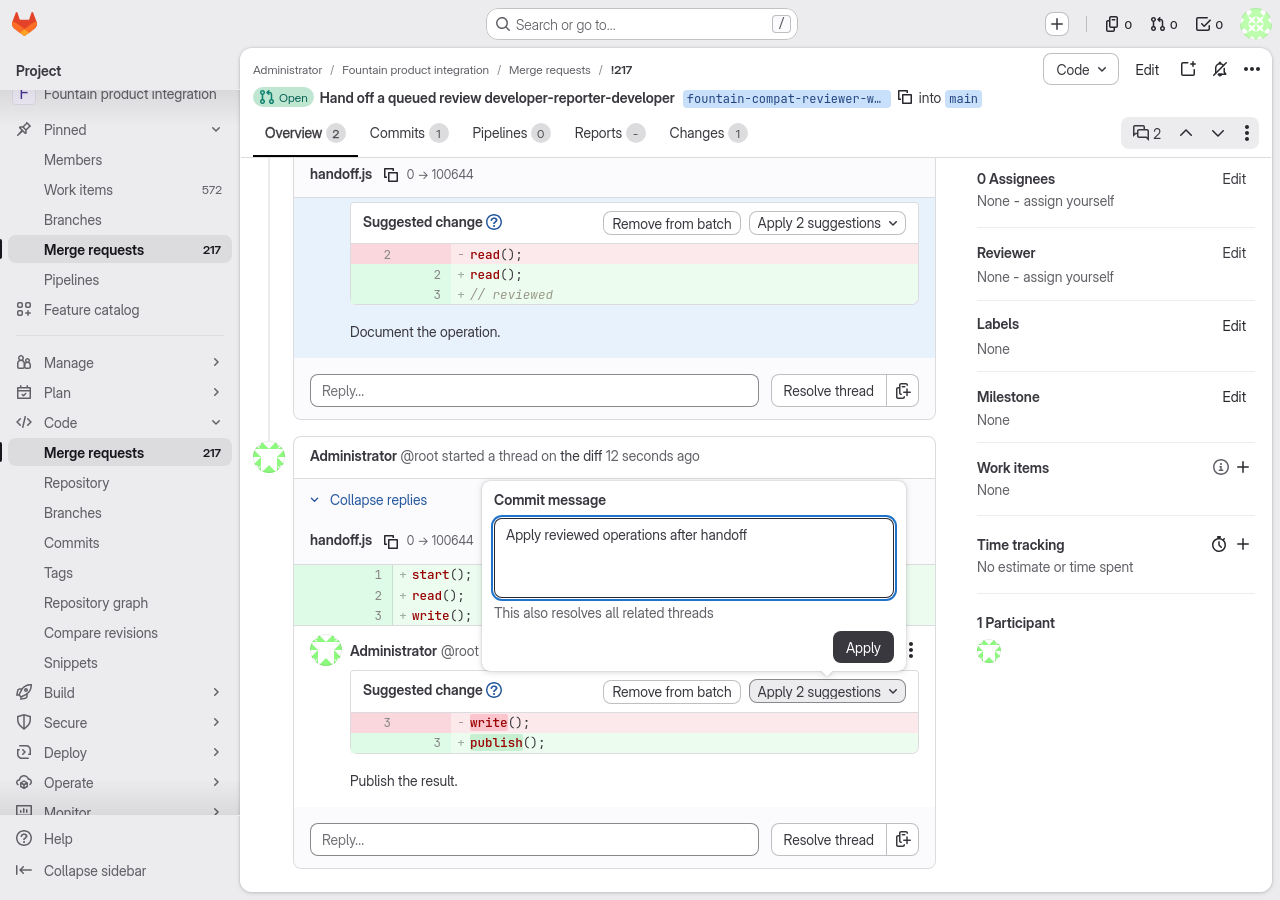 Search or go to...
/
0
0
0
Project
F
Fountain product integration
Pinned
Members
Work items 572
Branches
Merge requests 217
Pipelines
Feature catalog
Manage
Plan
Code
Merge requests 217
Repository
Branches
Commits
Tags
Repository graph
Compare revisions
Snippets
Build
Secure
Deploy
Operate
Monitor
Help
Collapse sidebar
Administrator / Fountain product integration / Merge requests / !217
Code
Edit
Open Hand off a queued review developer-reporter-developer fountain-compat-reviewer-w… into main
Overview 2
Commits 1
Pipelines 0
Reports -
Changes 1
2
handoff.js 0 → 100644
Suggested change
Remove from batch
Apply 2 suggestions
2 - read();
2 + read();
3 + // reviewed
Document the operation.
Reply…
Resolve thread
Administrator @root started a thread on the diff 12 seconds ago
Collapse replies
handoff.js 0 → 100644
1 + start();
2 + read();
3 + write();
Commit message
Apply reviewed operations after handoff
This also resolves all related threads
Apply
Administrator @root
Suggested change
Remove from batch
Apply 2 suggestions
3 - write();
3 + publish();
Publish the result.
Reply…
Resolve thread
0 Assignees Edit
None - assign yourself
Reviewer Edit
None - assign yourself
Labels Edit
None
Milestone Edit
None
Work items
None
Time tracking
No estimate or time spent
1 Participant